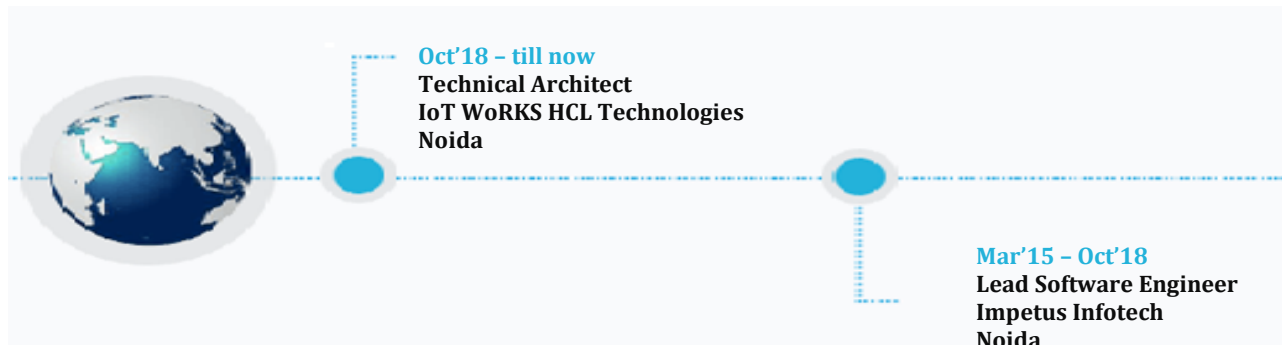 Oct’18 – till now
Technical Architect
IoT WoRKS HCL Technologies
Noida
Mar’15 – Oct’18
Lead Software Engineer
Impetus Infotech
Noida